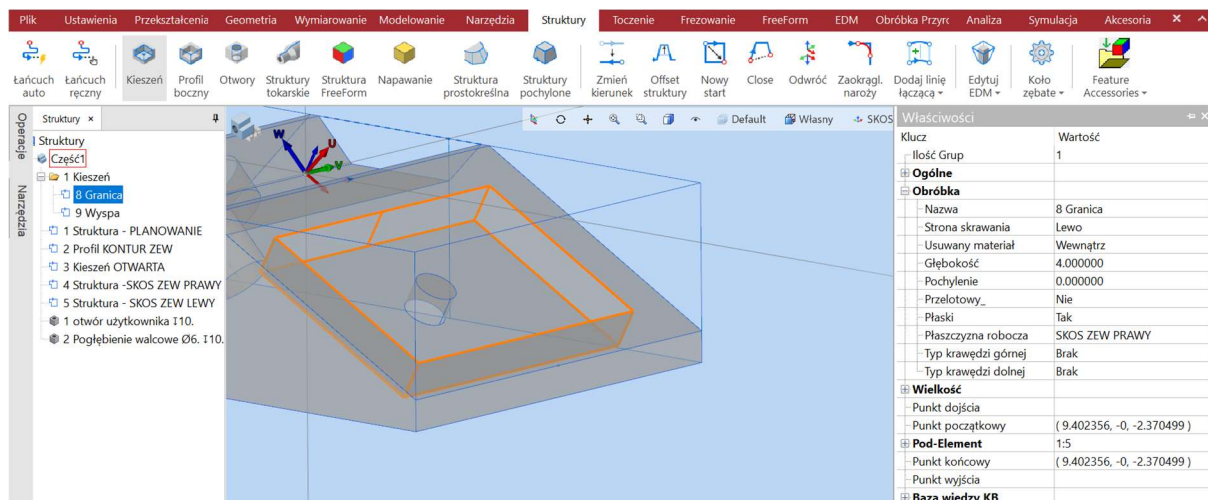 Plik Ustawienia Przekształcenia Geometria Wymiarowanie Modelowanie Narzędzia Struktury Toczenie Frezowanie FreeForm EDM Obróbka Przyrc Analiza Symulacja Akcesoria
Łańcuch auto
Łańcuch ręczny
Kieszeń
Profil boczny
Otwory
Struktury tokarskie
Struktura FreeForm
Napawanie
Struktura prostokreślna
Struktury pochylone
Zmień kierunek
Offset struktury
Nowy start
Close
Odwróć
Zaokrągl. naroży
Dodaj linię łączącą
Edytuj EDM
Koło zębate
Feature Accessories
Operacje
Narzędzia
Struktury
Struktury
Część1
1 Kieszeń
8 Granica
9 Wyspa
1 Struktura - PLANOWANIE
2 Profil KONTUR ZEW
3 Kieszeń OTWARTA
4 Struktura -SKOS ZEW PRAWY
5 Struktura - SKOS ZEW LEWY
1 otwór użytkownika ↧10.
2 Pogłębienie walcowe Ø6. ↧10.
W
U
V
Default Własny SKOS
Właściwości
Klucz Wartość
Ilość Grup 1
Ogólne
Obróbka
Nazwa 8 Granica
Strona skrawania Lewo
Usuwany materiał Wewnątrz
Głębokość 4.000000
Pochylenie 0.000000
Przelotowy_ Nie
Płaski Tak
Płaszczyzna robocza SKOS ZEW PRAWY
Typ krawędzi górnej Brak
Typ krawędzi dolnej Brak
Wielkość
Punkt dojścia
Punkt początkowy ( 9.402356, -0, -2.370499 )
Pod-Element 1:5
Punkt końcowy ( 9.402356, -0, -2.370499 )
Punkt wyjścia
Baza wiedzy KB